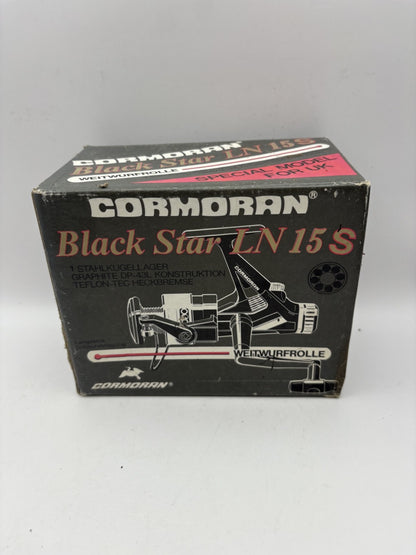 CORMORAN
Black Star LN 15 S
WEITWURFROLLE
SPECIAL MODEL
FOR UK
CORMORAN®
Black Star LN 15 S
1 STAHLKUGELLAGER
GRAPHITE DP-43L KONSTRUKTION
TEFLON-TEC HECKBREMSE
CORMORAN
WEITWURFROLLE
CORMORAN®